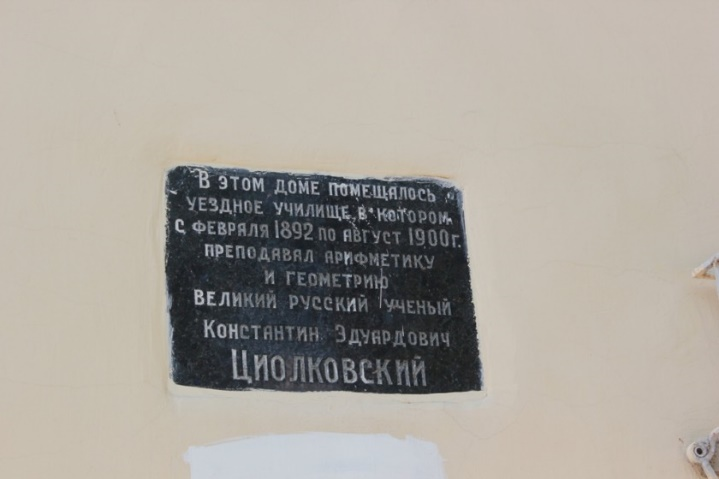 В ЭТОМ ДОМЕ ПОМЕЩАЛОСЬ
УЕЗДНОЕ УЧИЛИЩЕ, В КОТОРОМ
С ФЕВРАЛЯ 1892 ПО АВГУСТ 1900 г.
ПРЕПОДАВАЛ АРИФМЕТИКУ
И ГЕОМЕТРИЮ
ВЕЛИКИЙ РУССКИЙ УЧЕНЫЙ
КОНСТАНТИН ЭДУАРДОВИЧ
ЦИОЛКОВСКИЙ